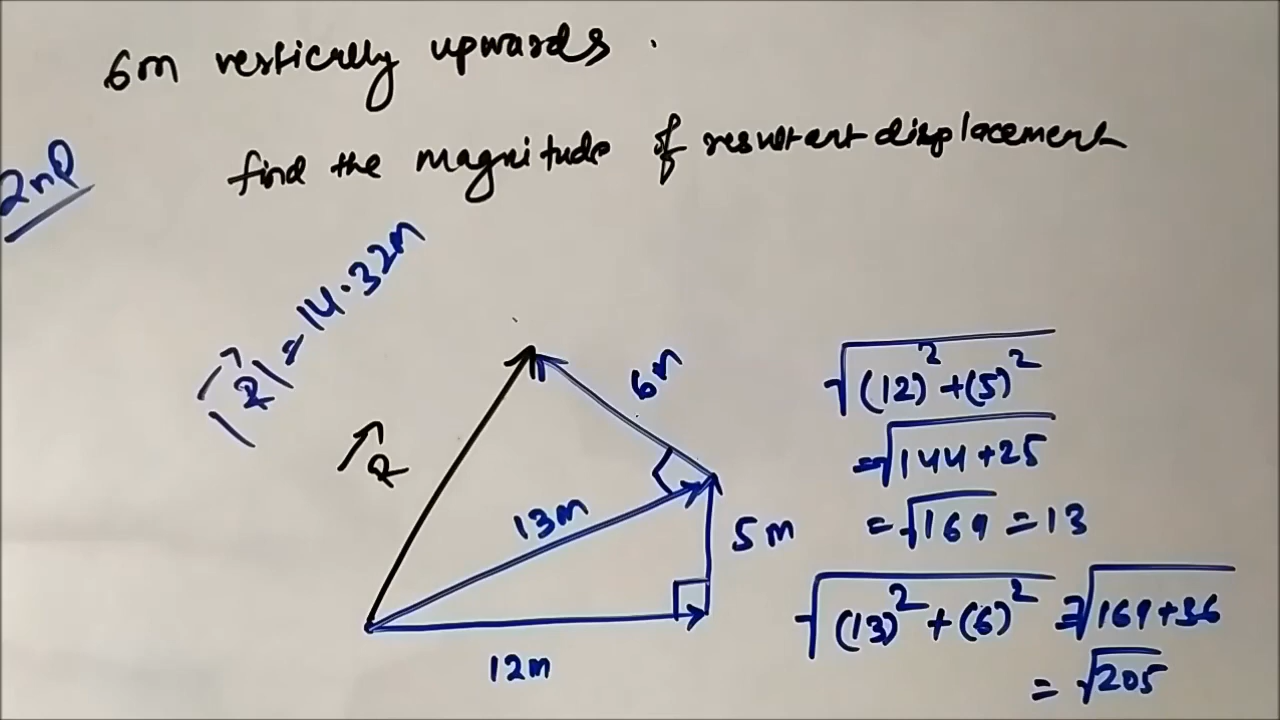 6m vertically upwards.
find the magnitude of resultant displacement
|R⃗| = 14.32m
R⃗
6m
13m
5m
12m
√(12)² + (5)²
= √144 + 25
= √169 = 13
√(13)² + (6)² = √169 + 36
= √205